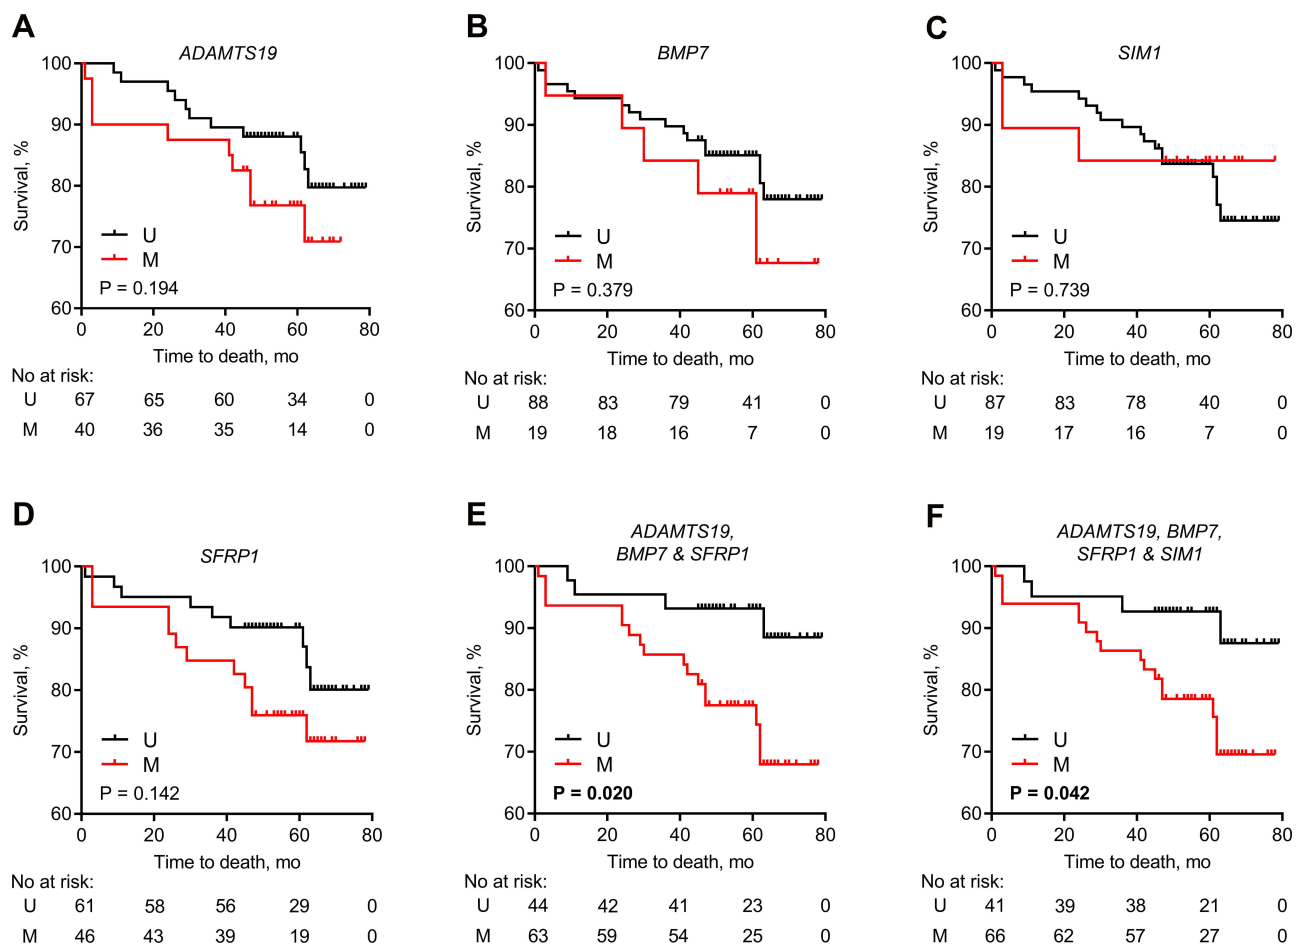 A
ADAMTS19
100
90
80
70
60
Survival, %
U
M
P = 0.194
0 20 40 60 80
Time to death, mo
No at risk:
U 67 65 60 34 0
M 40 36 35 14 0
B
BMP7
100
90
80
70
60
Survival, %
U
M
P = 0.379
0 20 40 60 80
Time to death, mo
No at risk:
U 88 83 79 41 0
M 19 18 16 7 0
C
SIM1
100
90
80
70
60
Survival, %
U
M
P = 0.739
0 20 40 60 80
Time to death, mo
No at risk:
U 87 83 78 40 0
M 19 17 16 7 0
D
SFRP1
100
90
80
70
60
Survival, %
U
M
P = 0.142
0 20 40 60 80
Time to death, mo
No at risk:
U 61 58 56 29 0
M 46 43 39 19 0
E
ADAMTS19,
BMP7 & SFRP1
100
90
80
70
60
Survival, %
U
M
P = 0.020
0 20 40 60 80
Time to death, mo
No at risk:
U 44 42 41 23 0
M 63 59 54 25 0
F
ADAMTS19, BMP7,
SFRP1 & SIM1
100
90
80
70
60
Survival, %
U
M
P = 0.042
0 20 40 60 80
Time to death, mo
No at risk:
U 41 39 38 21 0
M 66 62 57 27 0